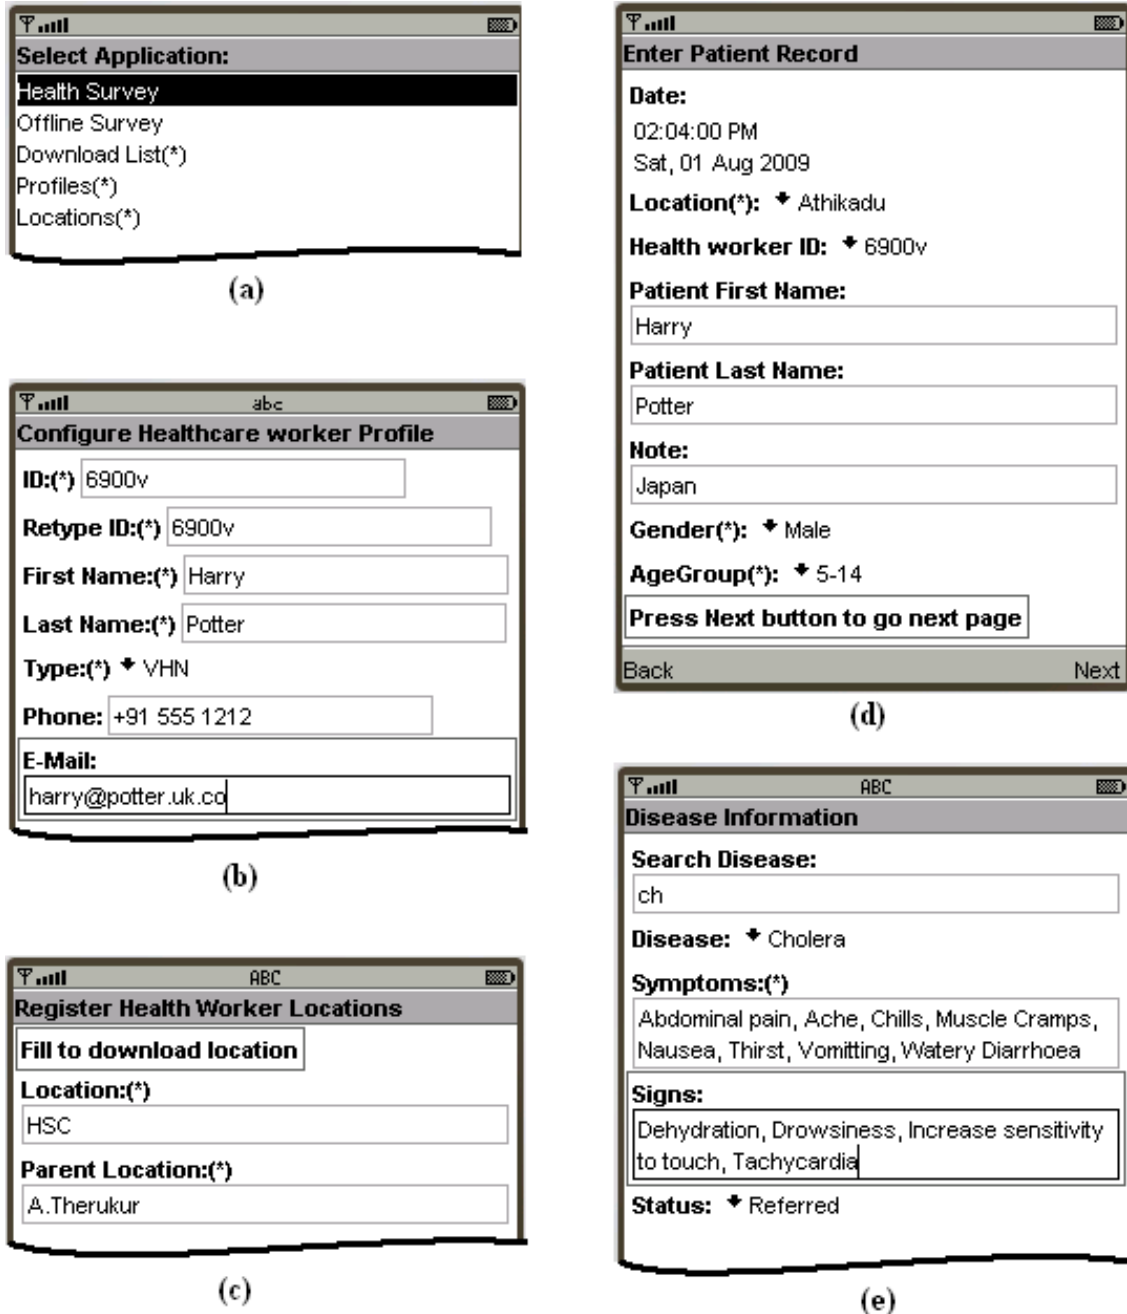 Select Application:
Health Survey
Offline Survey
Download List(*)
Profiles(*)
Locations(*)
(a)
abc
Configure Healthcare worker Profile
ID:(*) 6900v
Retype ID:(*) 6900v
First Name:(*) Harry
Last Name:(*) Potter
Type:(*) VHN
Phone: +91 555 1212
E-Mail:
harry@potter.uk.co
(b)
ABC
Register Health Worker Locations
Fill to download location
Location:(*)
HSC
Parent Location:(*)
A.Therukur
(c)
Enter Patient Record
Date:
02:04:00 PM
Sat, 01 Aug 2009
Location(*): Athikadu
Health worker ID: 6900v
Patient First Name:
Harry
Patient Last Name:
Potter
Note:
Japan
Gender(*): Male
AgeGroup(*): 5-14
Press Next button to go next page
Back Next
(d)
ABC
Disease Information
Search Disease:
ch
Disease: Cholera
Symptoms:(*)
Abdominal pain, Ache, Chills, Muscle Cramps,
Nausea, Thirst, Vomitting, Watery Diarrhoea
Signs:
Dehydration, Drowsiness, Increase sensitivity
to touch, Tachycardia
Status: Referred
(e)